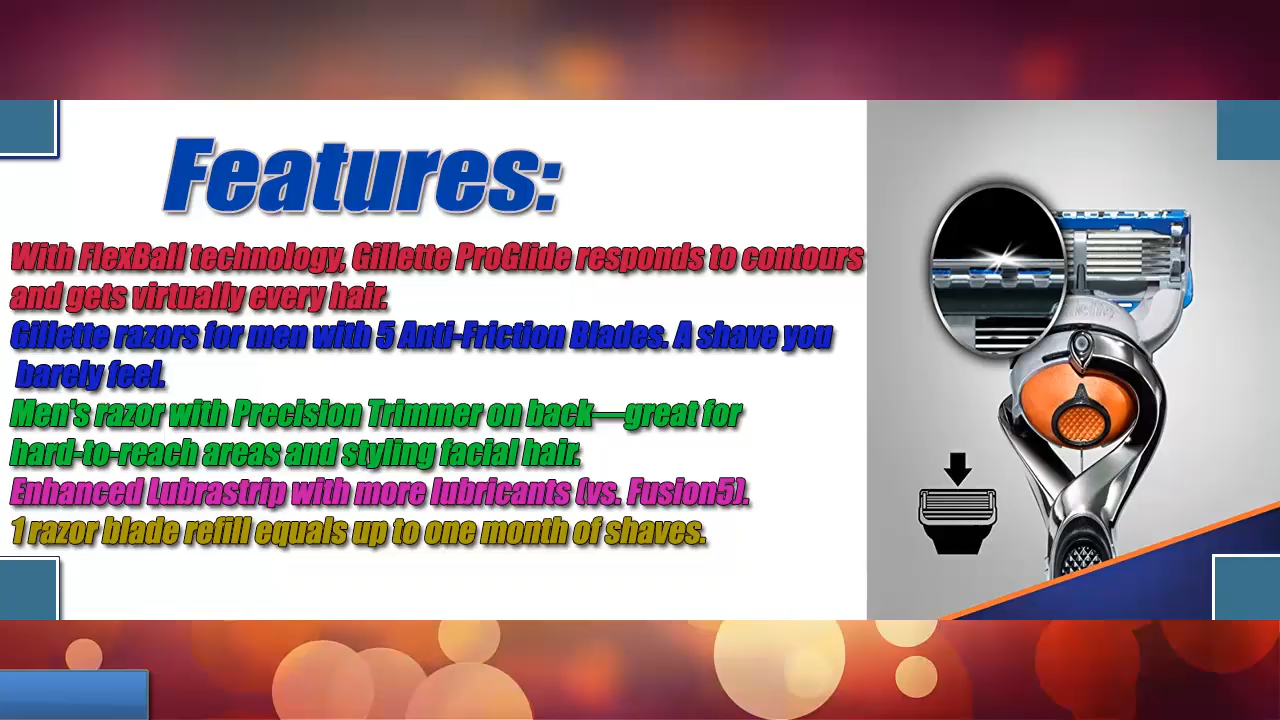 Features:
With FlexBall technology, Gillette ProGlide responds to contours
and gets virtually every hair.
Gillette razors for men with 5 Anti-Friction Blades. A shave you
barely feel.
Men's razor with Precision Trimmer on back—great for
hard-to-reach areas and styling facial hair.
Enhanced Lubrastrip with more lubricants (vs. Fusion5).
1 razor blade refill equals up to one month of shaves.